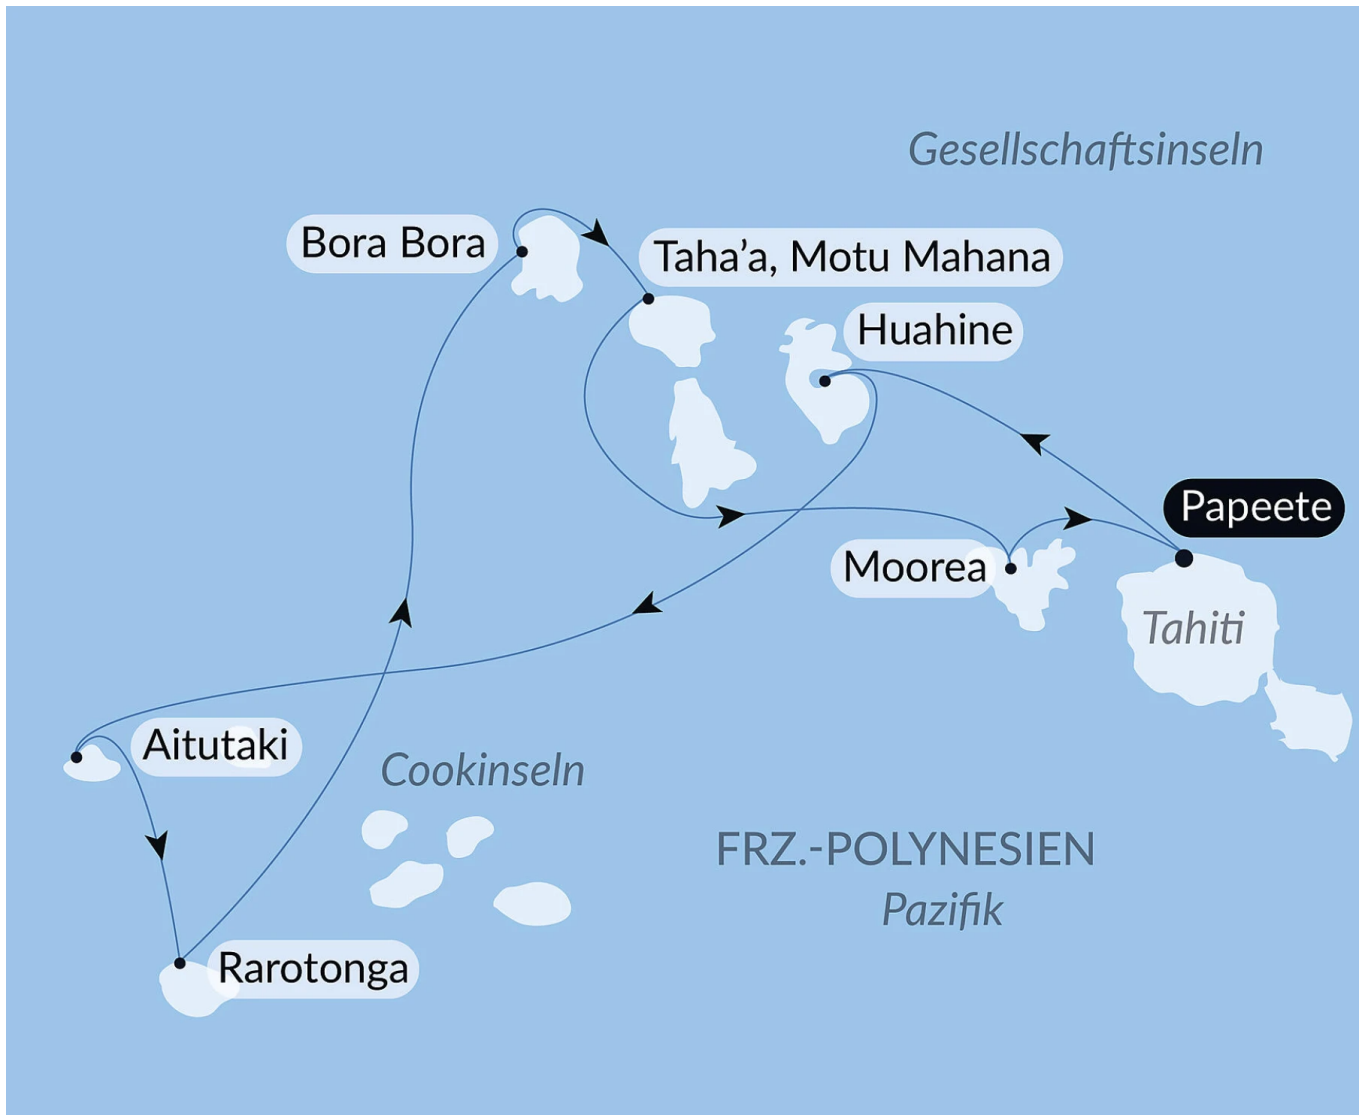 Gesellschaftsinseln
Bora Bora
Taha’a, Motu Mahana
Huahine
Papeete
Moorea
Tahiti
Aitutaki
Cookinseln
FRZ.-POLYNESIEN
Pazifik
Rarotonga